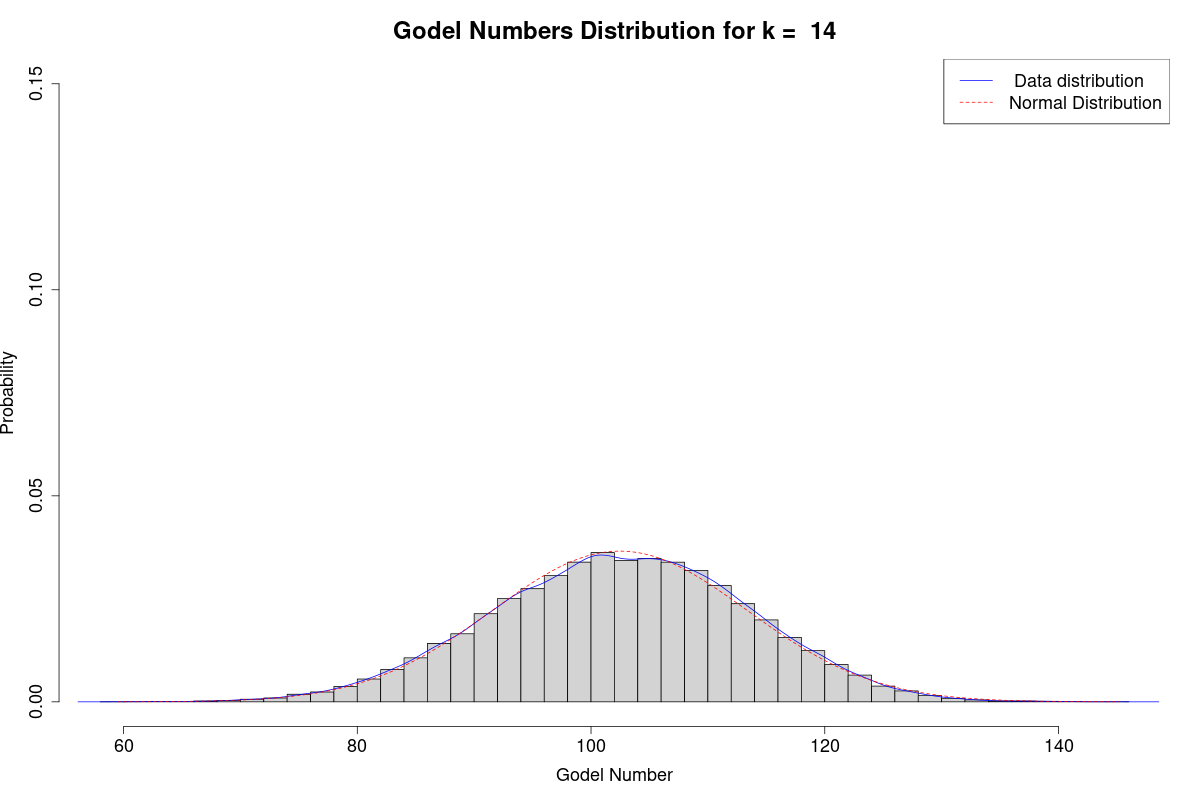 Godel Numbers Distribution for k =  14
Data distribution
Normal Distribution
Probability
0.15
0.10
0.05
0.00
60 80 100 120 140
Godel Number